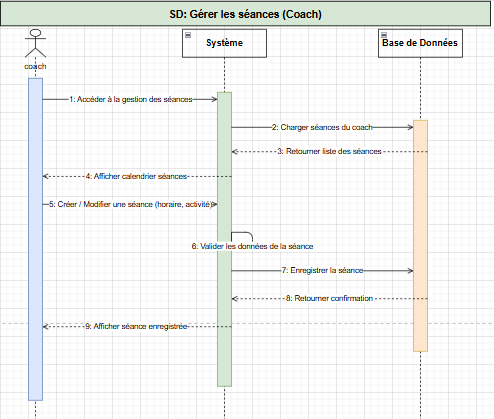 SD: Gérer les séances (Coach)
Système
Base de Données
coach
1: Accéder à la gestion des séances
2: Charger séances du coach
3: Retourner liste des séances
4: Afficher calendrier séances
5: Créer / Modifier une séance (horaire, activité)
6: Valider les données de la séance
7: Enregistrer la séance
8: Retourner confirmation
9: Afficher séance enregistrée